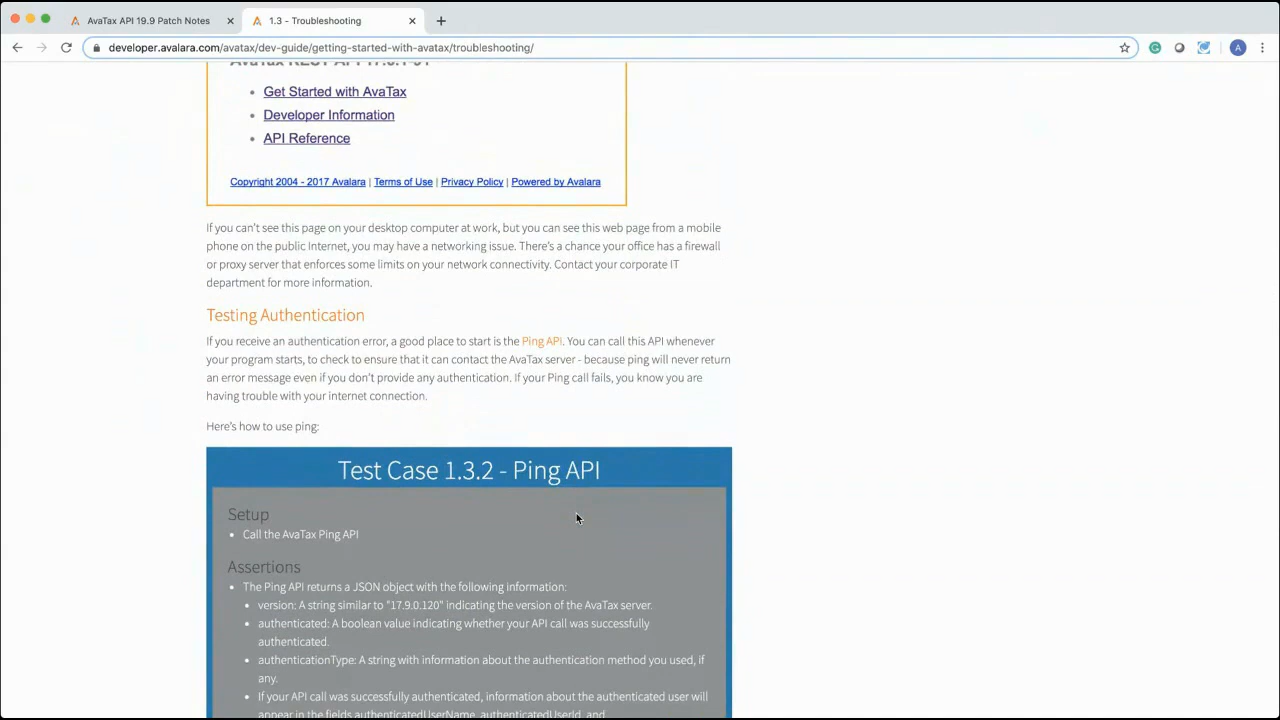 AvaTax API 19.9 Patch Notes
1.3 - Troubleshooting
developer.avalara.com/avatax/dev-guide/getting-started-with-avatax/troubleshooting/
A
AvaTax REST API 17.5.1-91
Get Started with AvaTax
Developer Information
API Reference
Copyright 2004 - 2017 Avalara | Terms of Use | Privacy Policy | Powered by Avalara
If you can't see this page on your desktop computer at work, but you can see this web page from a mobile
phone on the public Internet, you may have a networking issue. There's a chance your office has a firewall
or proxy server that enforces some limits on your network connectivity. Contact your corporate IT
department for more information.
Testing Authentication
If you receive an authentication error, a good place to start is the Ping API. You can call this API whenever
your program starts, to check to ensure that it can contact the AvaTax server - because ping will never return
an error message even if you don't provide any authentication. If your Ping call fails, you know you are
having trouble with your internet connection.
Here's how to use ping:
Test Case 1.3.2 - Ping API
Setup
Call the AvaTax Ping API
Assertions
The Ping API returns a JSON object with the following information:
version: A string similar to "17.9.0.120" indicating the version of the AvaTax server.
authenticated: A boolean value indicating whether your API call was successfully
authenticated.
authenticationType: A string with information about the authentication method you used, if
any.
If your API call was successfully authenticated, information about the authenticated user will
appear in the fields authenticatedUserName, authenticatedUserId, and